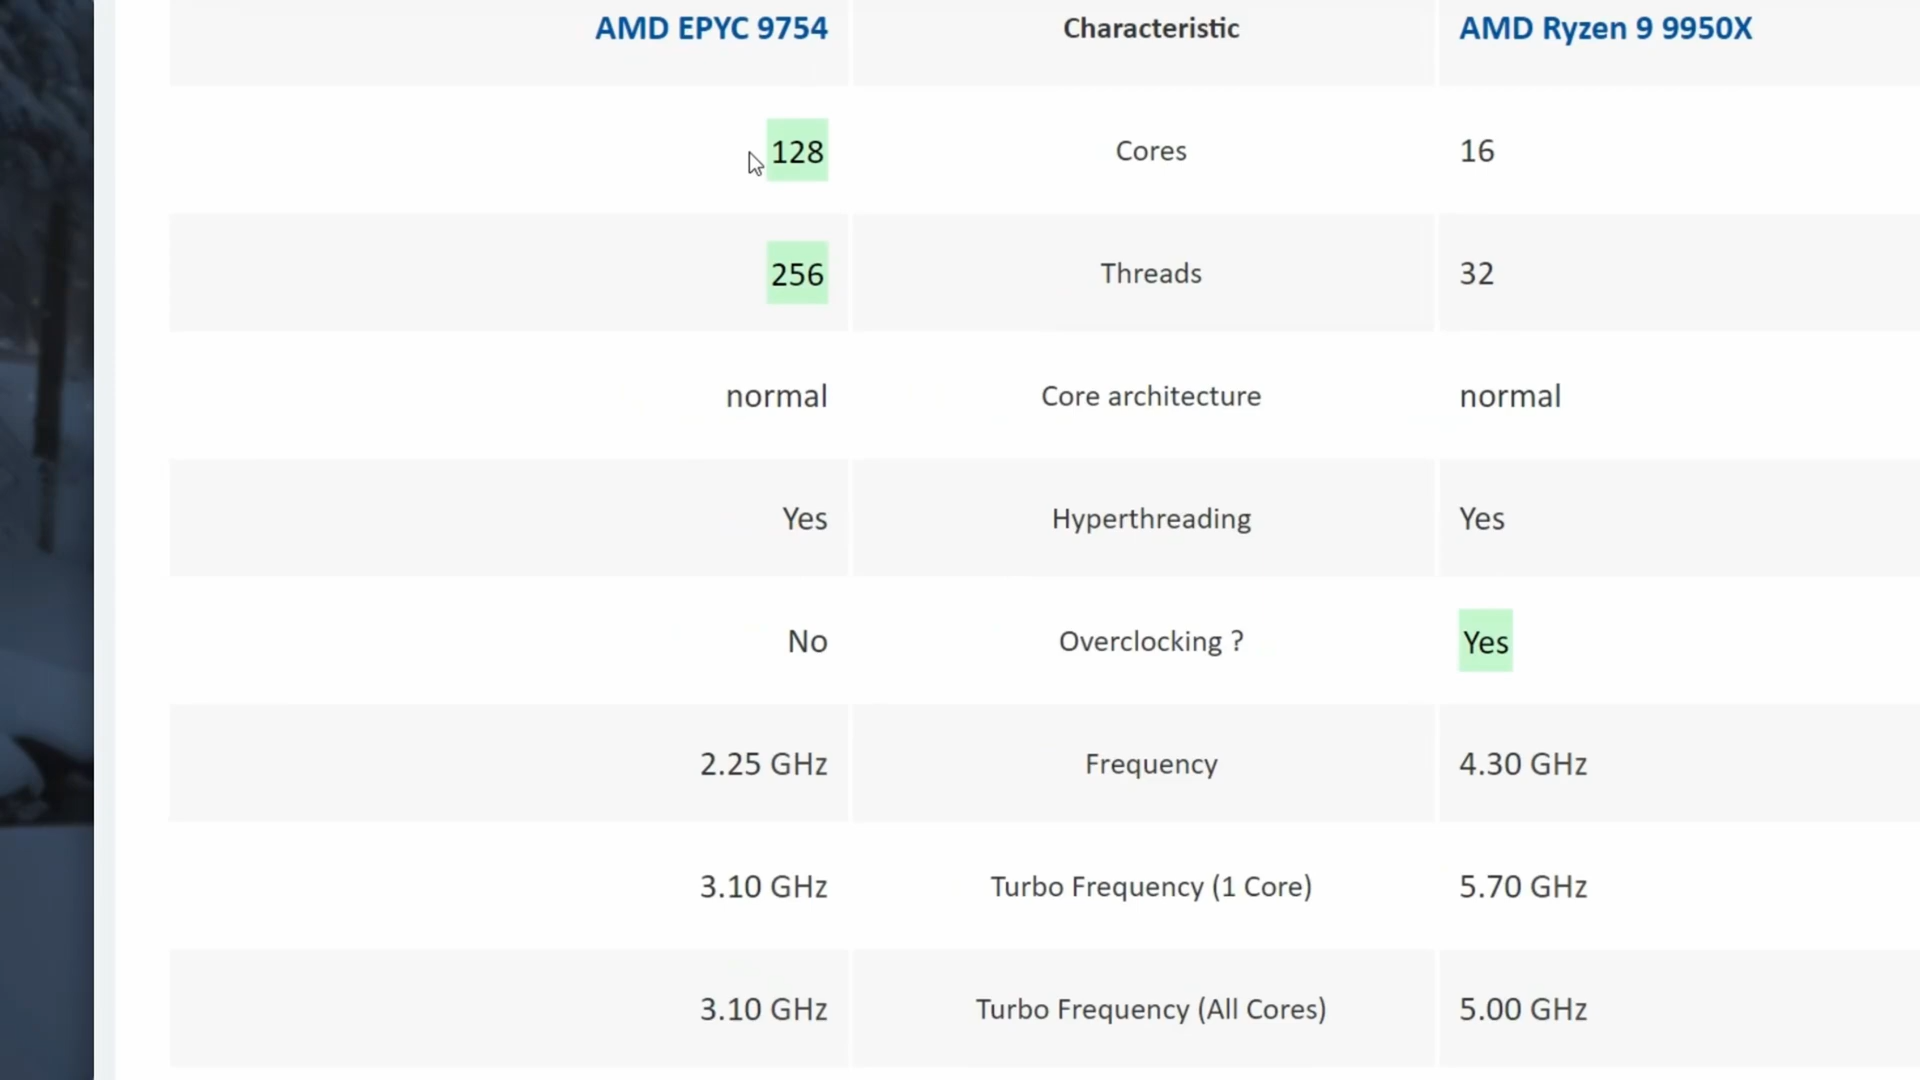 AMD EPYC 9754 Characteristic AMD Ryzen 9 9950X
128 Cores 16
256 Threads 32
normal Core architecture normal
Yes Hyperthreading Yes
No Overclocking ? Yes
2.25 GHz Frequency 4.30 GHz
3.10 GHz Turbo Frequency (1 Core) 5.70 GHz
3.10 GHz Turbo Frequency (All Cores) 5.00 GHz